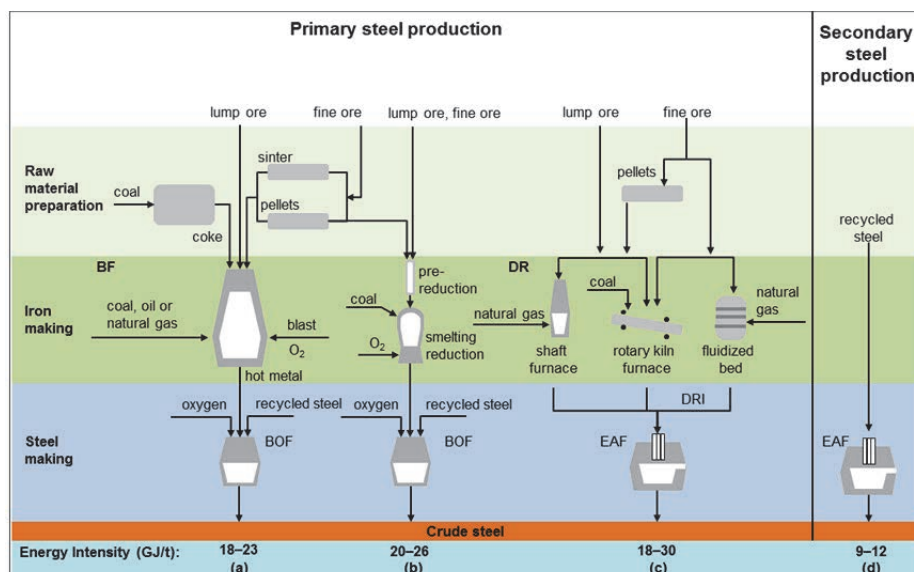 Primary steel production
Secondary
steel
production
lump ore
fine ore
lump ore, fine ore
lump ore
fine ore
Raw
material
preparation
coal
coke
sinter
pellets
pellets
recycled
steel
BF
DR
Iron
making
coal, oil or
natural gas
blast
O₂
hot metal
pre-
reduction
coal
O₂
smelting
reduction
natural gas
shaft
furnace
coal
rotary kiln
furnace
fluidized
bed
natural
gas
DRI
Steel
making
oxygen
recycled steel
BOF
oxygen
recycled steel
BOF
EAF
EAF
Crude steel
Energy Intensity (GJ/t): 18–23 20–26 18–30 9–12
(a) (b) (c) (d)